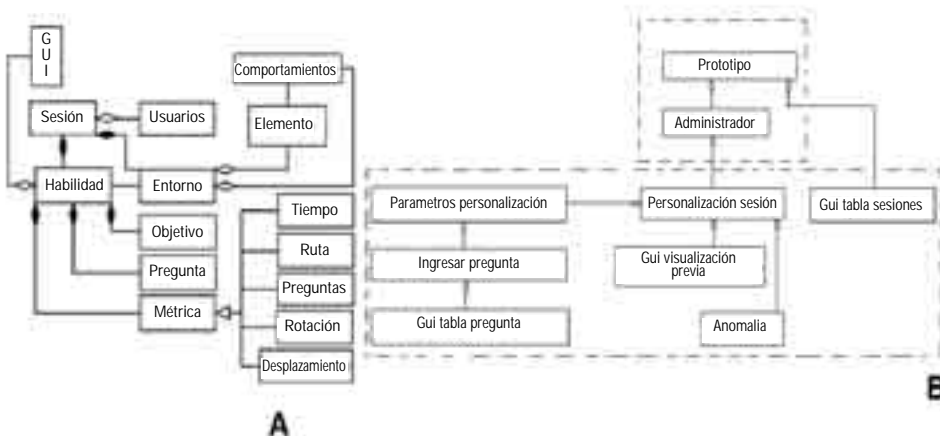 G
U
I
Comportamientos
Sesión
Usuarios
Elemento
Habilidad
Entorno
Objetivo
Pregunta
Métrica
Tiempo
Ruta
Preguntas
Rotación
Desplazamiento
A
Prototipo
Administrador
Parametros personalización
Personalización sesión
Gui tabla sesiones
Ingresar pregunta
Gui visualización
previa
Gui tabla pregunta
Anomalia
B